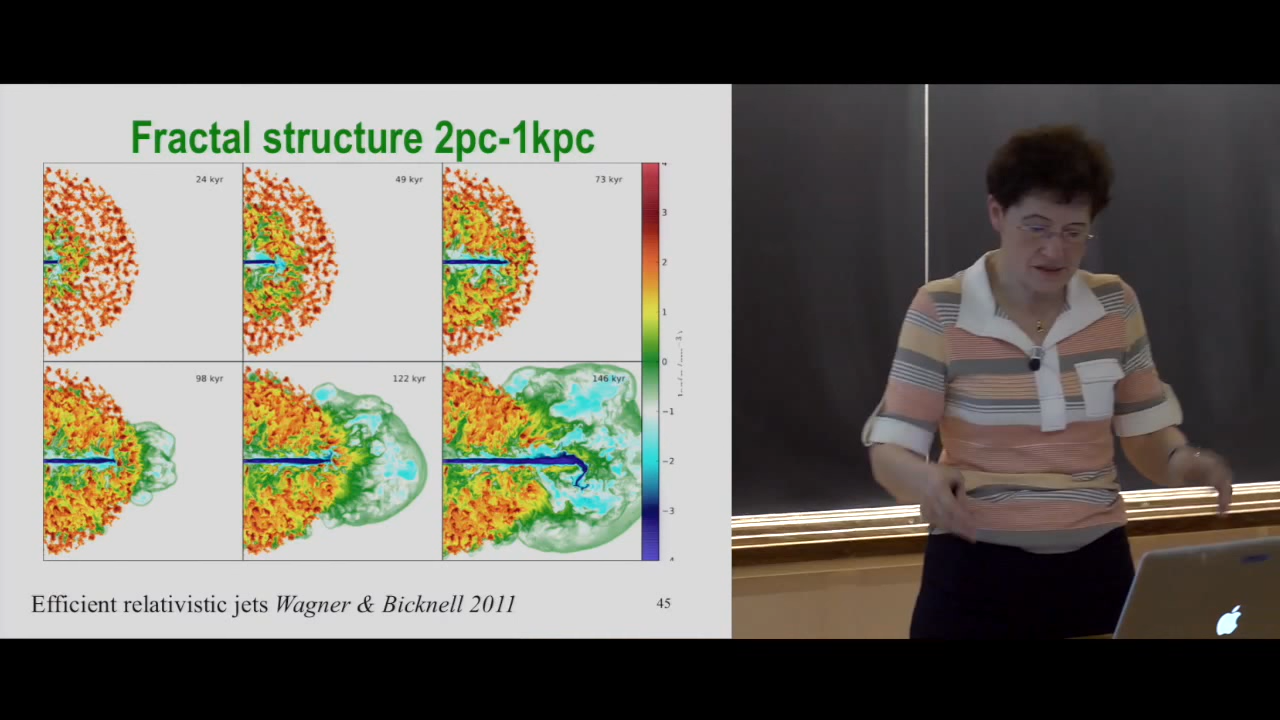 Fractal structure 2pc-1kpc
24 kyr
49 kyr
73 kyr
98 kyr
122 kyr
146 kyr
3
2
1
0
−1
−2
−3
Efficient relativistic jets Wagner & Bicknell 2011
45